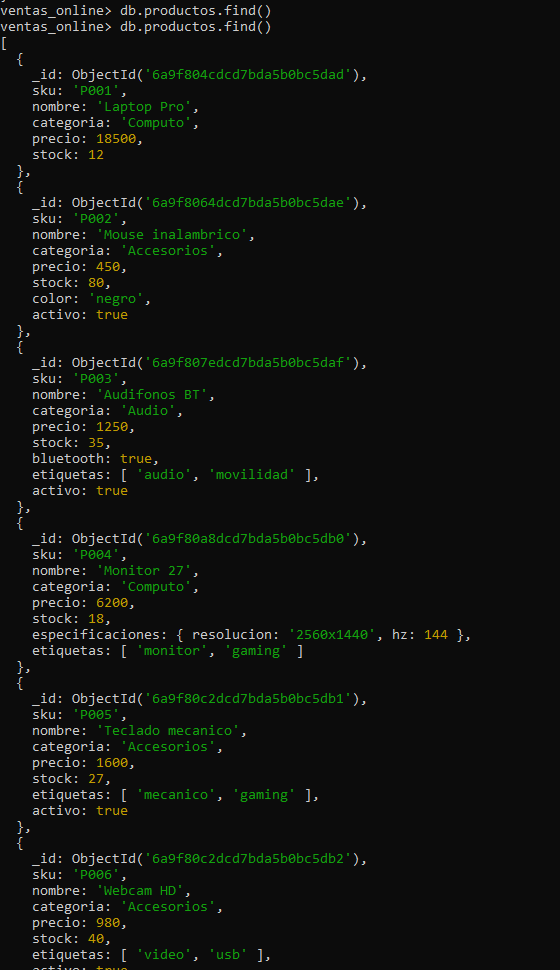 ventas_online> db.productos.find()
ventas_online> db.productos.find()
[
  {
    _id: ObjectId('6a9f804cdcd7bda5b0bc5dad'),
    sku: 'P001',
    nombre: 'Laptop Pro',
    categoria: 'Computo',
    precio: 18500,
    stock: 12
  },
  {
    _id: ObjectId('6a9f8064dcd7bda5b0bc5dae'),
    sku: 'P002',
    nombre: 'Mouse inalambrico',
    categoria: 'Accesorios',
    precio: 450,
    stock: 80,
    color: 'negro',
    activo: true
  },
  {
    _id: ObjectId('6a9f807edcd7bda5b0bc5daf'),
    sku: 'P003',
    nombre: 'Audifonos BT',
    categoria: 'Audio',
    precio: 1250,
    stock: 35,
    bluetooth: true,
    etiquetas: [ 'audio', 'movilidad' ],
    activo: true
  },
  {
    _id: ObjectId('6a9f80a8dcd7bda5b0bc5db0'),
    sku: 'P004',
    nombre: 'Monitor 27',
    categoria: 'Computo',
    precio: 6200,
    stock: 18,
    especificaciones: { resolucion: '2560x1440', hz: 144 },
    etiquetas: [ 'monitor', 'gaming' ]
  },
  {
    _id: ObjectId('6a9f80c2dcd7bda5b0bc5db1'),
    sku: 'P005',
    nombre: 'Teclado mecanico',
    categoria: 'Accesorios',
    precio: 1600,
    stock: 27,
    etiquetas: [ 'mecanico', 'gaming' ],
    activo: true
  },
  {
    _id: ObjectId('6a9f80c2dcd7bda5b0bc5db2'),
    sku: 'P006',
    nombre: 'Webcam HD',
    categoria: 'Accesorios',
    precio: 980,
    stock: 40,
    etiquetas: [ 'video', 'usb' ],
    activo: true